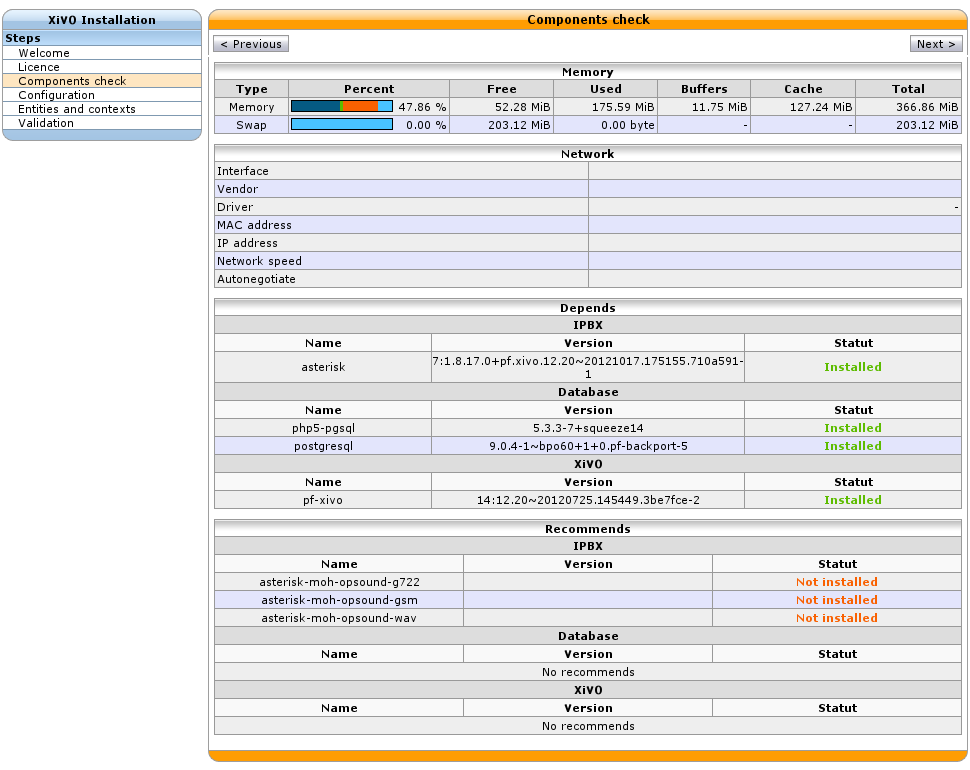 XiVO Installation
Steps
Welcome
Licence
Components check
Configuration
Entities and contexts
Validation
Components check
< Previous Next >
Memory
Type Percent Free Used Buffers Cache Total
Memory 47.86 % 52.28 MiB 175.59 MiB 11.75 MiB 127.24 MiB 366.86 MiB
Swap 0.00 % 203.12 MiB 0.00 byte - - 203.12 MiB
Network
Interface
Vendor
Driver -
MAC address
IP address
Network speed
Autonegotiate
Depends
IPBX
Name Version Statut
asterisk 7:1.8.17.0+pf.xivo.12.20~20121017.175155.710a591-
1 Installed
Database
Name Version Statut
php5-pgsql 5.3.3-7+squeeze14 Installed
postgresql 9.0.4-1~bpo60+1+0.pf-backport-5 Installed
XiVO
Name Version Statut
pf-xivo 14:12.20~20120725.145449.3be7fce-2 Installed
Recommends
IPBX
Name Version Statut
asterisk-moh-opsound-g722 Not installed
asterisk-moh-opsound-gsm Not installed
asterisk-moh-opsound-wav Not installed
Database
Name Version Statut
No recommends
XiVO
Name Version Statut
No recommends